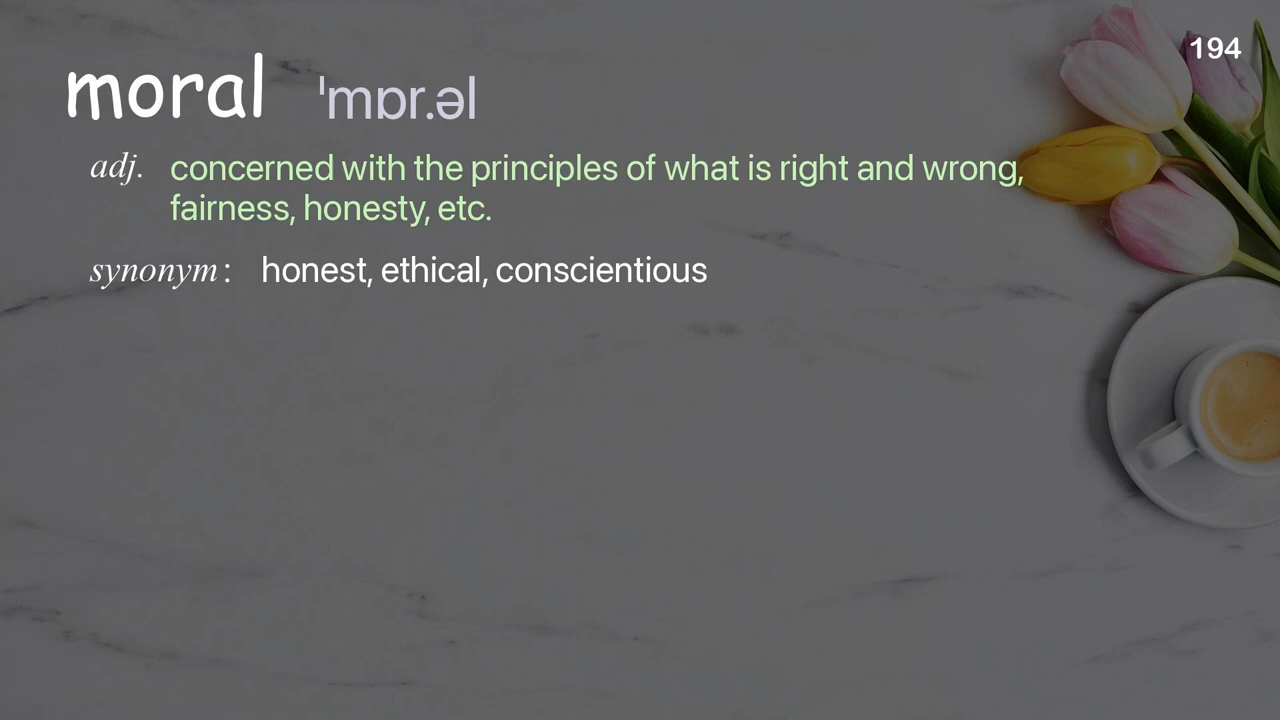 194
moral ˈmɒr.əl
adj. concerned with the principles of what is right and wrong,
fairness, honesty, etc.
synonym: honest, ethical, conscientious